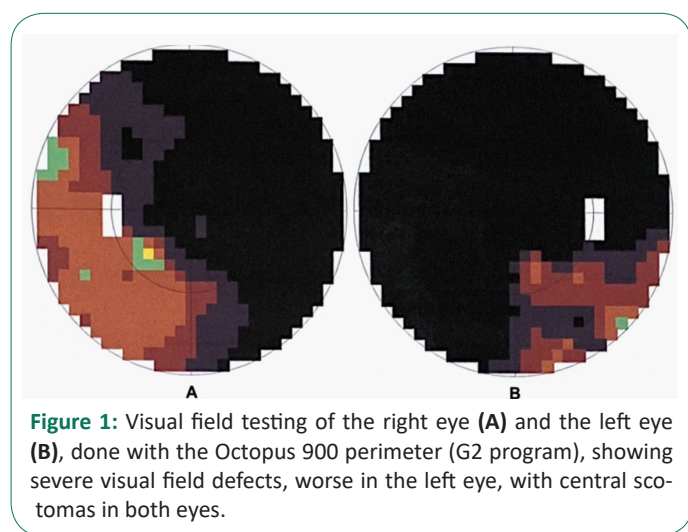 A
B
Figure 1: Visual field testing of the right eye (A) and the left eye
(B), done with the Octopus 900 perimeter (G2 program), showing
severe visual field defects, worse in the left eye, with central sco-
tomas in both eyes.